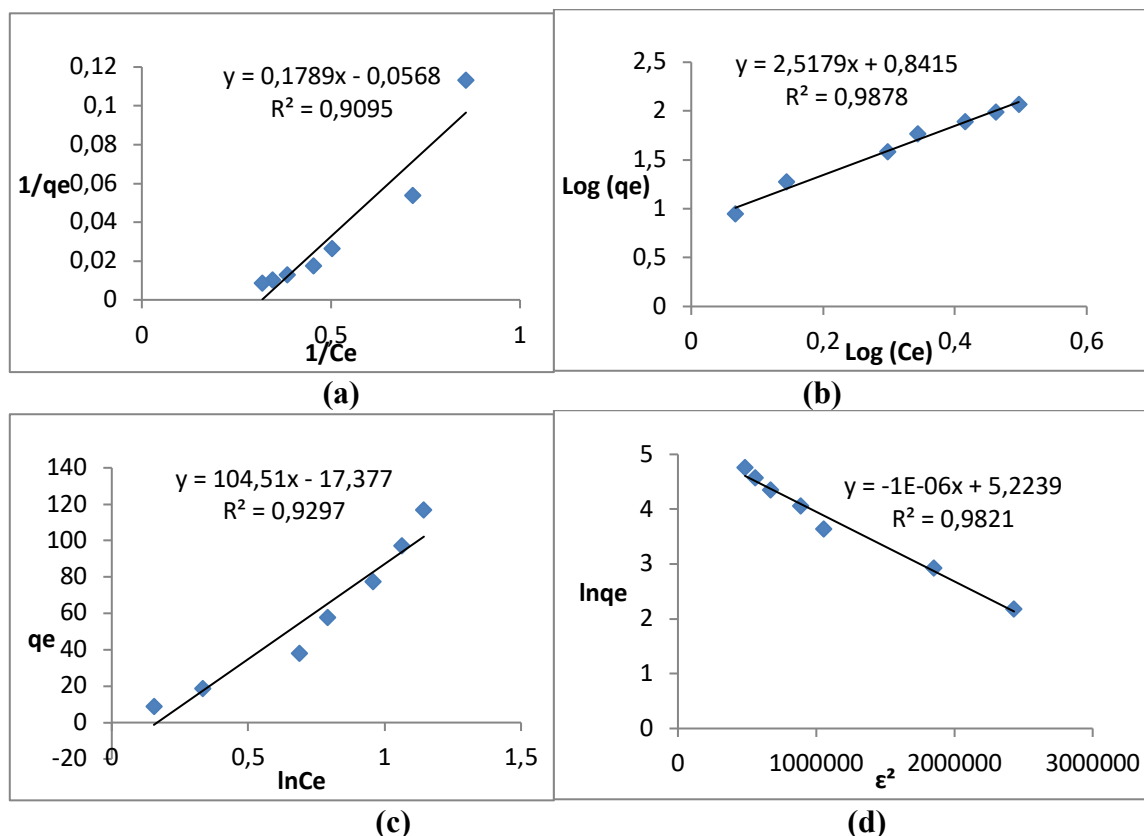 0,12
0,1
0,08
0,06
0,04
0,02
0
1/qe
y = 0,1789x - 0,0568
R² = 0,9095
0
0,5
1
1/Ce
(a)
2,5
2
1,5
1
0,5
0
Log (qe)
y = 2,5179x + 0,8415
R² = 0,9878
0
0,2
0,4
0,6
Log (Ce)
(b)
140
120
100
80
60
40
20
0
-20
qe
y = 104,51x - 17,377
R² = 0,9297
0
0,5
1
1,5
lnCe
(c)
5
4
3
2
1
0
lnqe
y = -1E-06x + 5,2239
R² = 0,9821
0
1000000
2000000
3000000
ε²
(d)